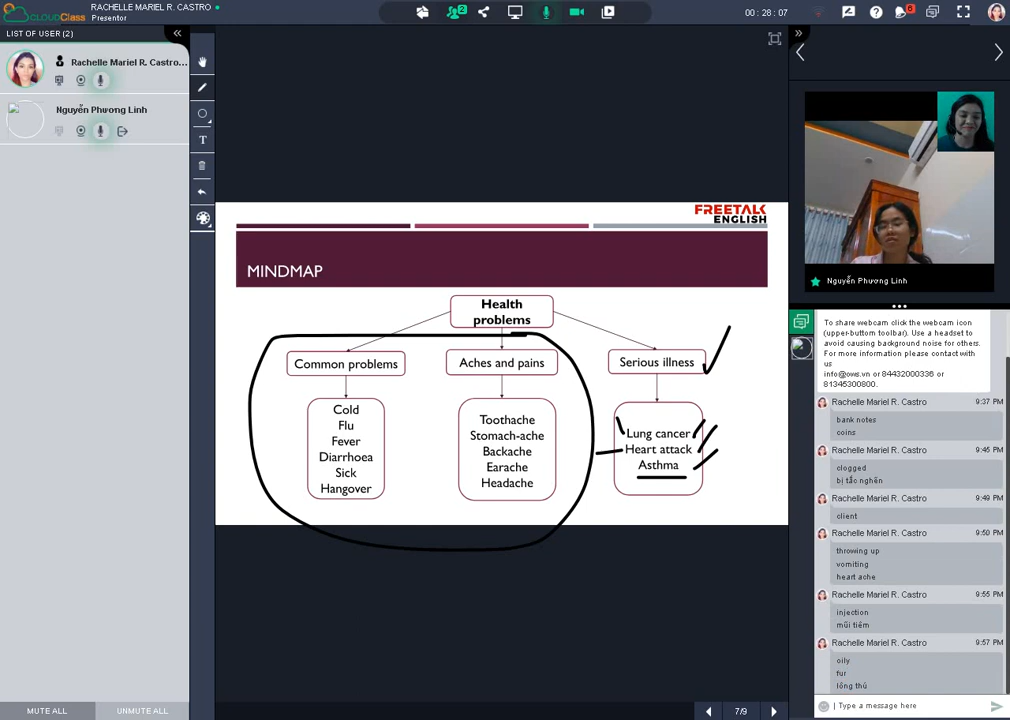 CLOUDClass
RACHELLE MARIEL R. CASTRO
Presentor
2
00 : 28 : 07
6
LIST OF USER (2)
Rachelle Mariel R. Castro...
Nguyễn Phương Linh
T
FREETALK
ENGLISH
MINDMAP
Health
problems
Common problems
Aches and pains
Serious illness
Cold
Flu
Fever
Diarrhoea
Sick
Hangover
Toothache
Stomach-ache
Backache
Earache
Headache
Lung cancer
Heart attack
Asthma
MUTE ALL
UNMUTE ALL
7/9
Nguyễn Phương Linh
To share webcam click the webcam icon
(upper-buttom toolbar). Use a headset to
avoid causing background noise for others.
For more information please contact with
us
info@ows.vn or 84432000336 or
81345300800.
Rachelle Mariel R. Castro 9:37 PM
bank notes
coins
Rachelle Mariel R. Castro 9:46 PM
clogged
bị tắc nghẽn
Rachelle Mariel R. Castro 9:49 PM
client
Rachelle Mariel R. Castro 9:50 PM
throwing up
vomiting
heart ache
Rachelle Mariel R. Castro 9:55 PM
injection
mũi tiêm
Rachelle Mariel R. Castro 9:57 PM
oily
fur
lông thú
Type a message here